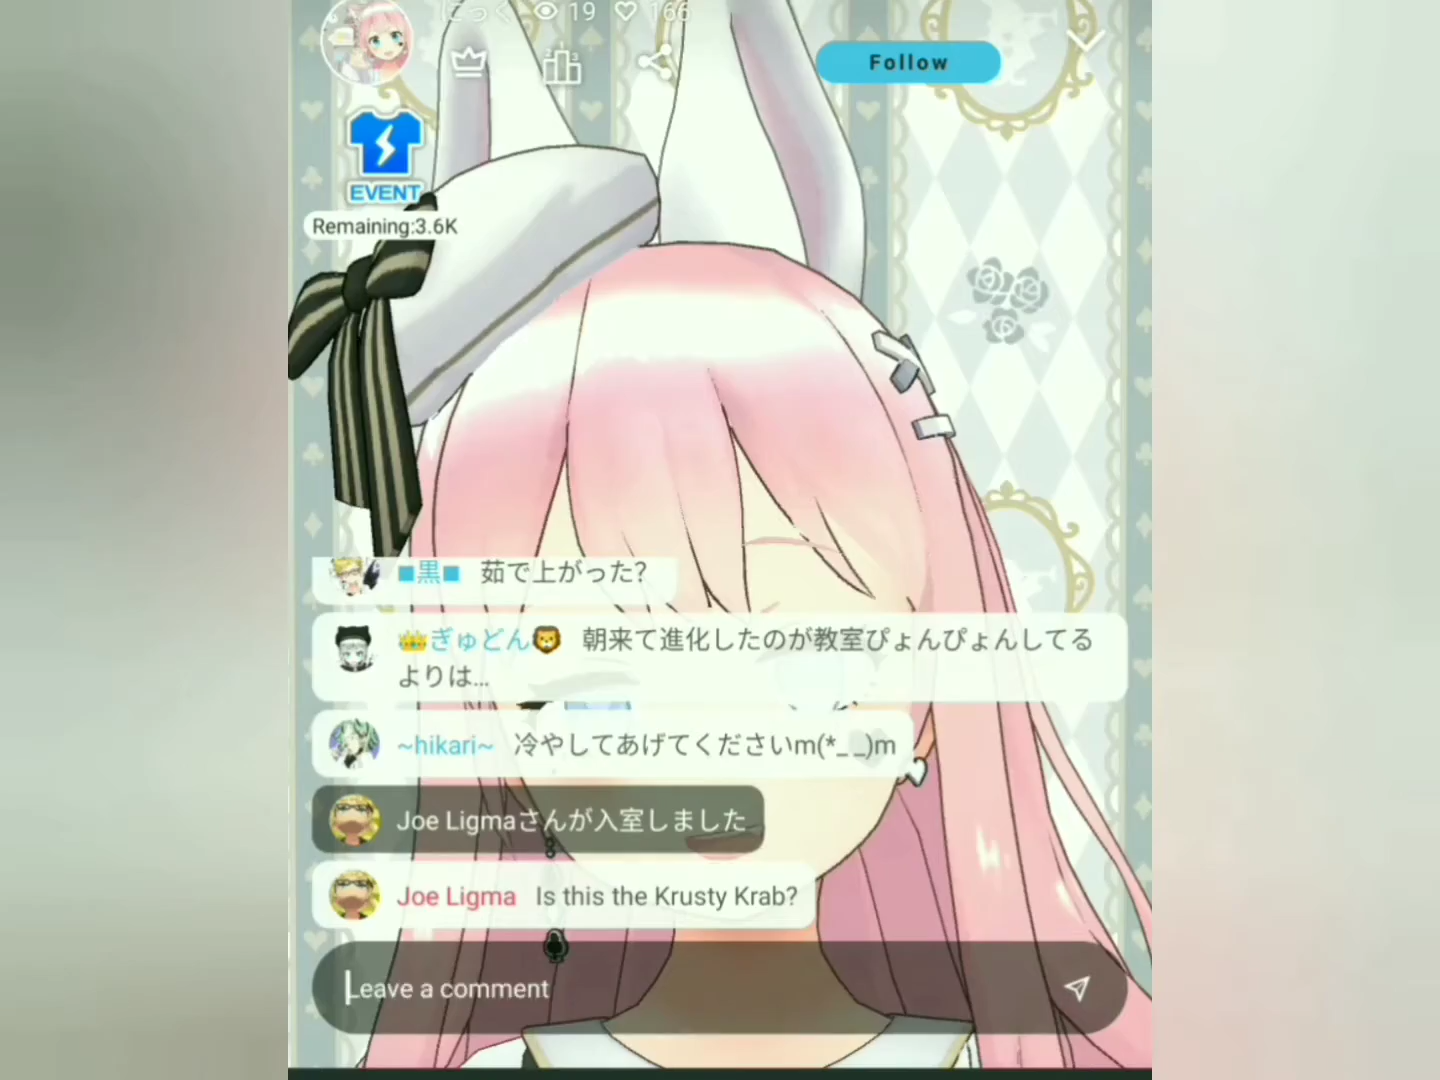 にっく 19 166
Follow
EVENT
Remaining:3.6K
■黒■ 茹で上がった？
👑ぎゅどん🦁 朝来て進化したのが教室ぴょんぴょんしてる
よりは...
~hikari~ 冷やしてあげてくださいm(*_ _)m
Joe Ligmaさんが入室しました
Joe Ligma Is this the Krusty Krab?
Leave a comment